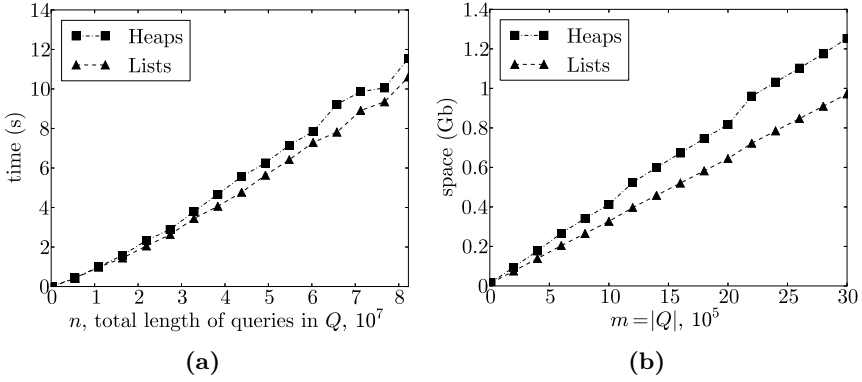 14
12
10
8
6
4
2
0
time (s)
Heaps
Lists
0 1 2 3 4 5 6 7 8
n, total length of queries in Q, 10^7
(a)
1.4
1.2
1
0.8
0.6
0.4
0.2
0
space (Gb)
Heaps
Lists
0 5 10 15 20 25 30
m=|Q|, 10^5
(b)